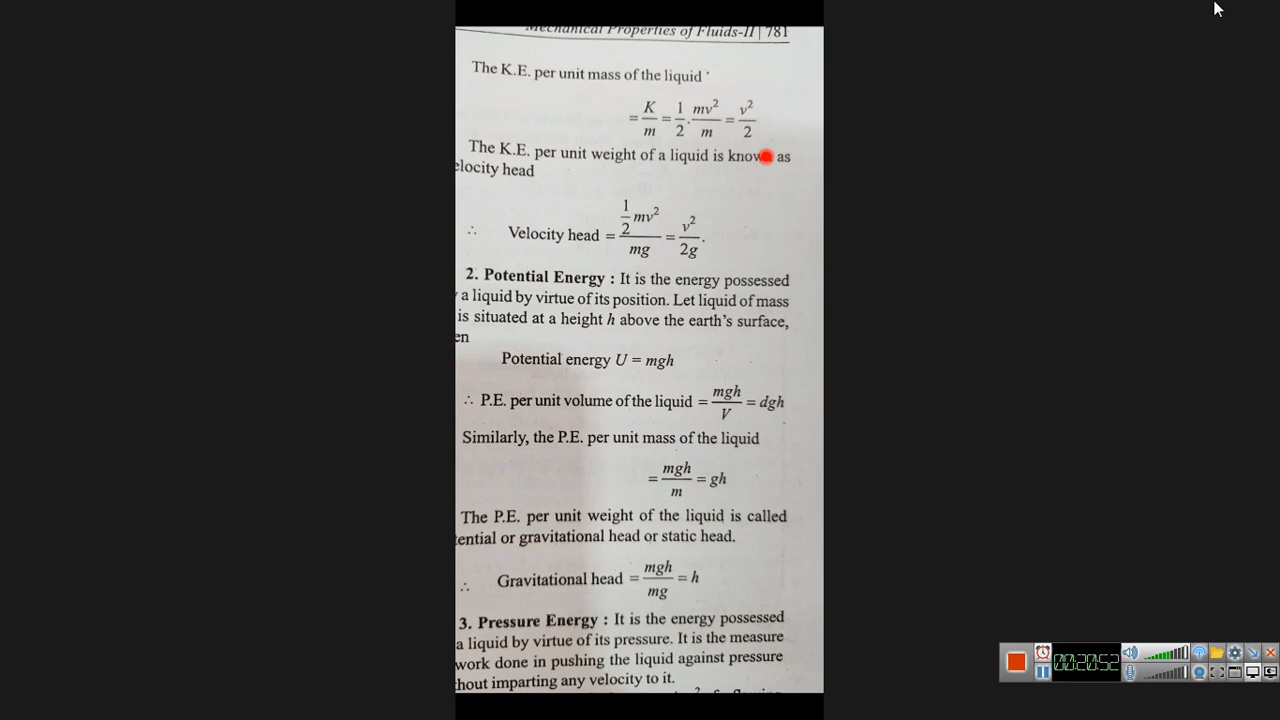 Mechanical Properties of Fluids-II | 781
The K.E. per unit mass of the liquid
= K/m = 1/2 . mv²/m = v²/2
The K.E. per unit weight of a liquid is known as
elocity head
∴ Velocity head = 1/2 mv² / mg = v²/2g.
2. Potential Energy : It is the energy possessed
a liquid by virtue of its position. Let liquid of mass
is situated at a height h above the earth's surface,
en
Potential energy U = mgh
∴ P.E. per unit volume of the liquid = mgh/V = dgh
Similarly, the P.E. per unit mass of the liquid
= mgh/m = gh
The P.E. per unit weight of the liquid is called
ential or gravitational head or static head.
∴ Gravitational head = mgh/mg = h
3. Pressure Energy : It is the energy possessed
a liquid by virtue of its pressure. It is the measure
work done in pushing the liquid against pressure
hout imparting any velocity to it.
00:20:52